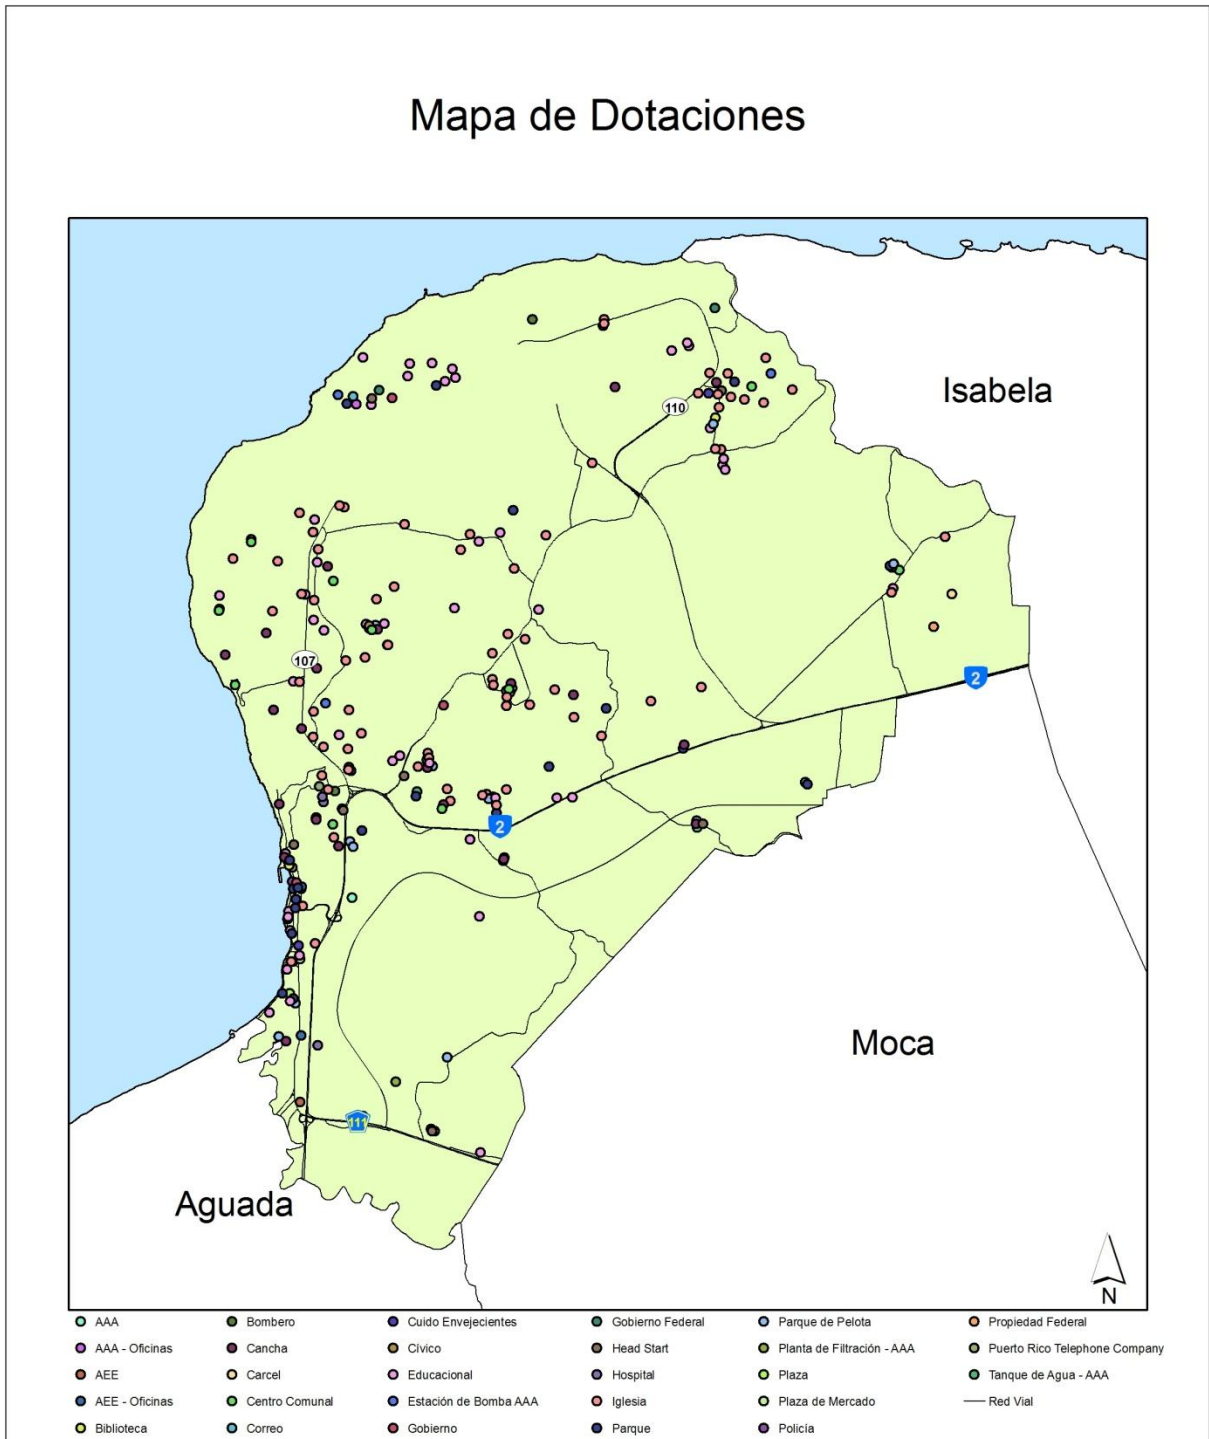 Mapa de Dotaciones
Isabela
110
107
2
2
Moca
111
Aguada
N
AAA
Bombero
Cuido Envejecientes
Gobierno Federal
Parque de Pelota
Propiedad Federal
AAA - Oficinas
Cancha
Cívico
Head Start
Planta de Filtración - AAA
Puerto Rico Telephone Company
AEE
Carcel
Educacional
Hospital
Plaza
Tanque de Agua - AAA
AEE - Oficinas
Centro Comunal
Estación de Bomba AAA
Iglesia
Plaza de Mercado
Red Vial
Biblioteca
Correo
Gobierno
Parque
Policía